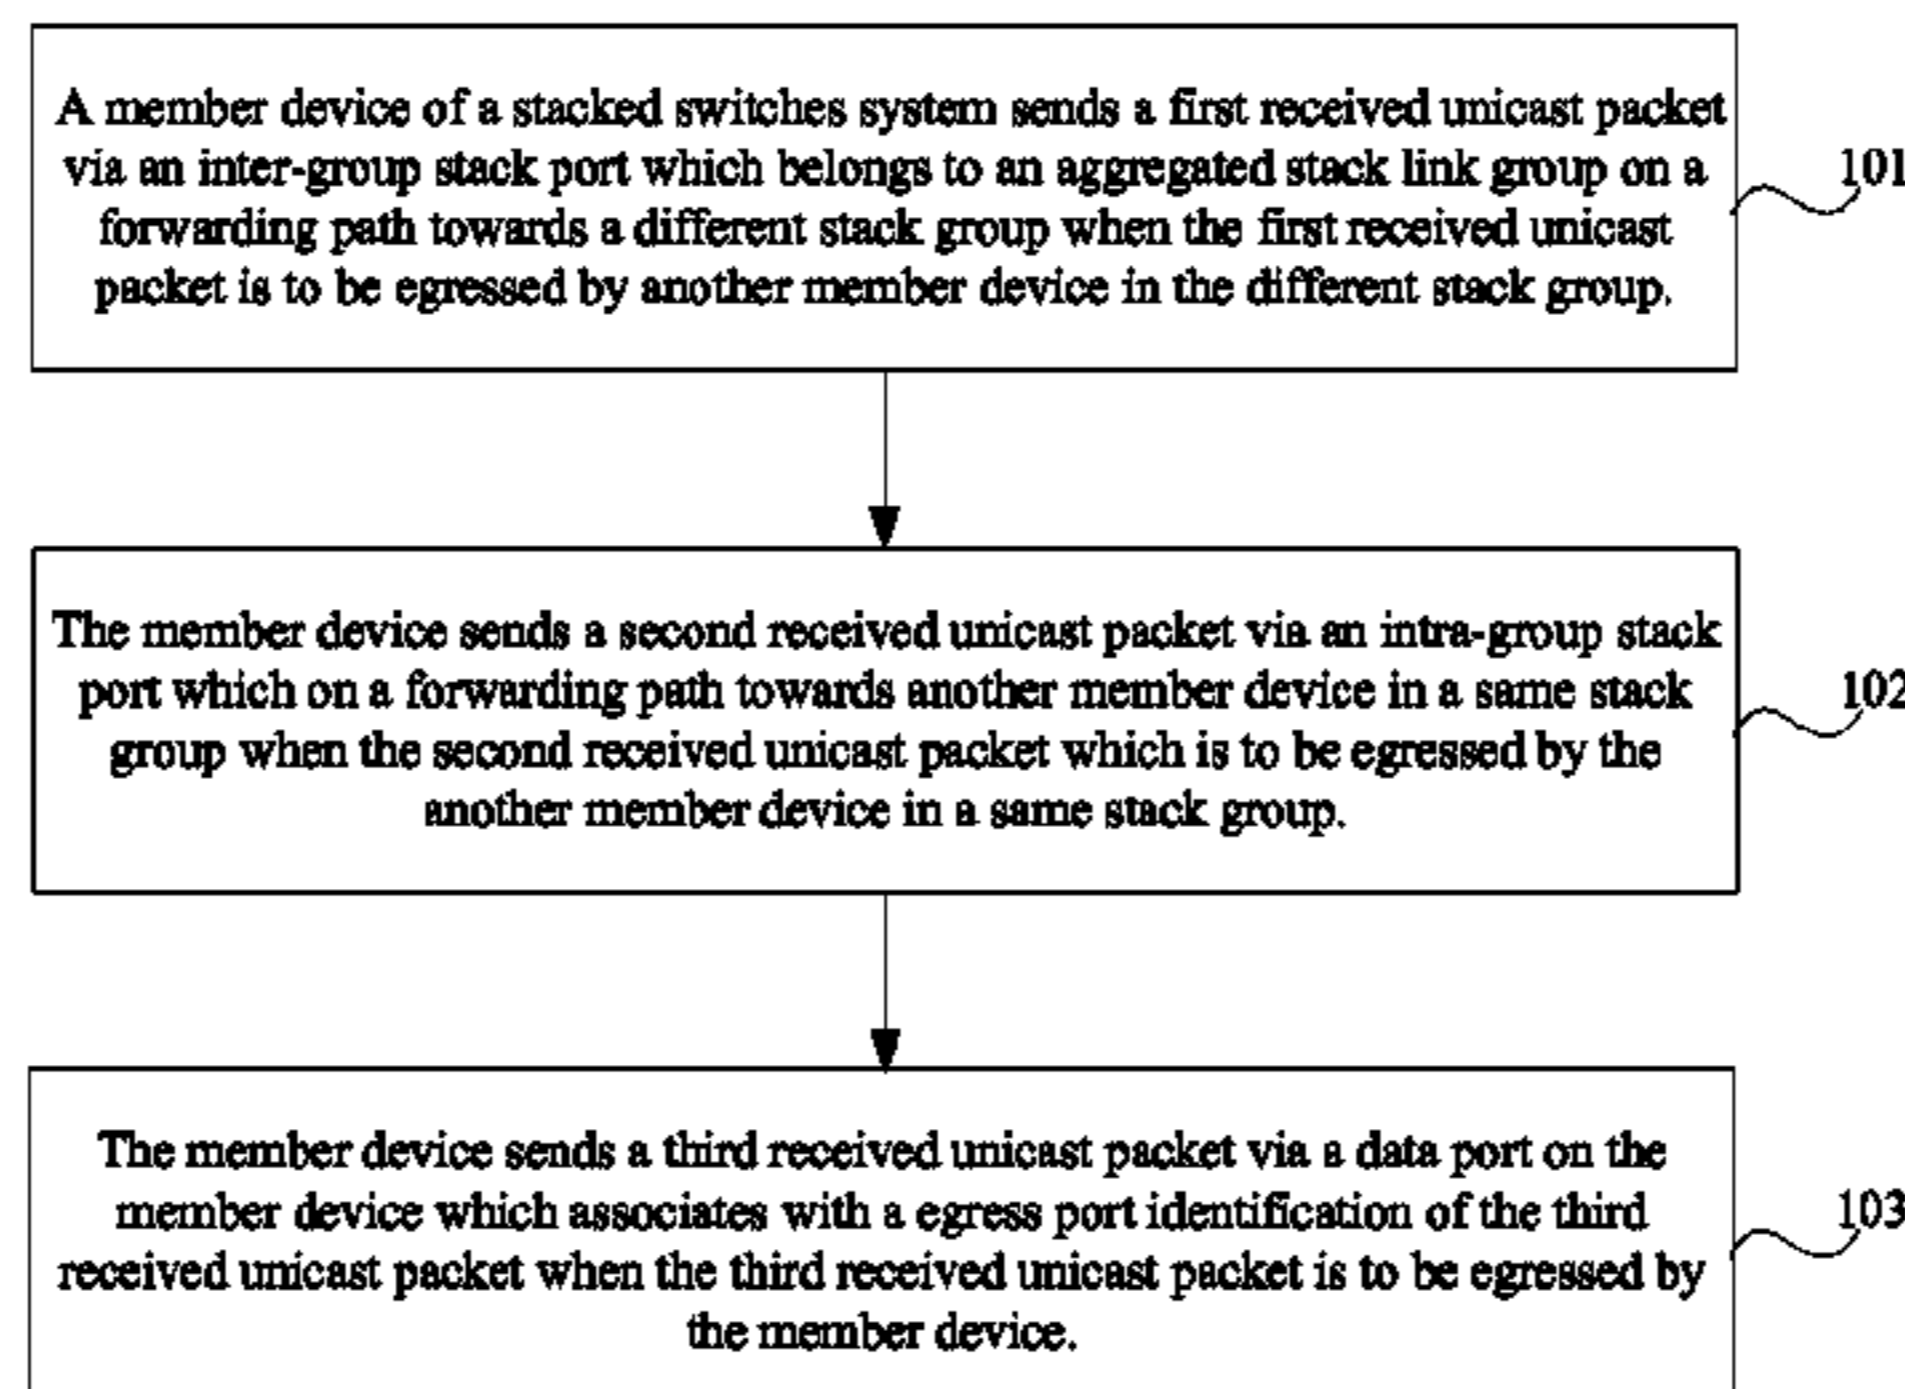 A member device of a stacked switches system sends a first received unicast packet
via an inter-group stack port which belongs to an aggregated stack link group on a
forwarding path towards a different stack group when the first received unicast
packet is to be egressed by another member device in the different stack group.
101
The member device sends a second received unicast packet via an intra-group stack
port which on a forwarding path towards another member device in a same stack
group when the second received unicast packet which is to be egressed by the
another member device in a same stack group.
102
The member device sends a third received unicast packet via a data port on the
member device which associates with a egress port identification of the third
received unicast packet when the third received unicast packet is to be egressed by
the member device.
103